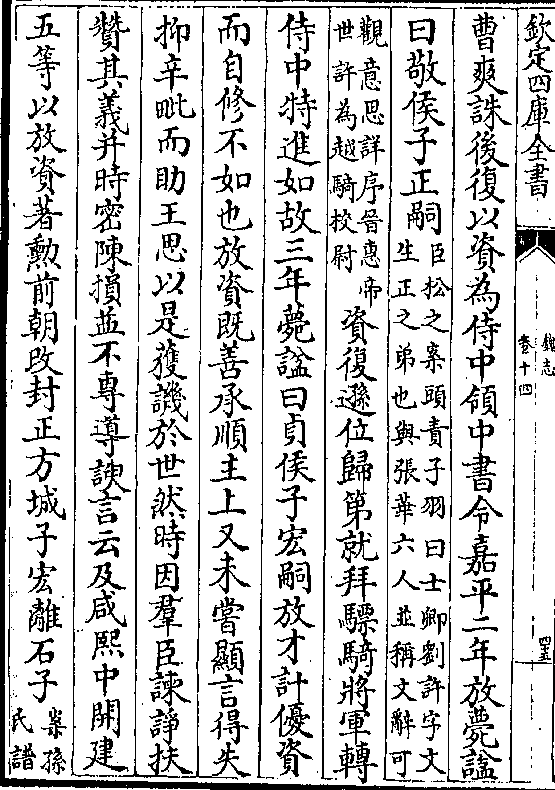 欽定四庫全書
魏志
卷十四
四五
曹爽誅後復以資為侍中領中書令嘉平二年放薨諡
曰敬侯子正嗣臣松之案頭責子羽曰士卿劉許字文
生正之弟也與張華六人並稱文辭可
觀意思詳序晉惠帝
世許為越騎校尉資復遜位歸第就拜驃騎將軍轉
侍中特進如故三年薨諡曰貞侯子宏嗣放才計優資
而自修不如也放資既善承順主上又未嘗顯言得失
抑辛毗而助王思以是獲譏於世然時因羣臣諫諍扶
贊其義并時密陳損益不專導諛言云及咸熙中開建
五等以放資著勳前朝改封正方城子宏離石子案孫
氏譜